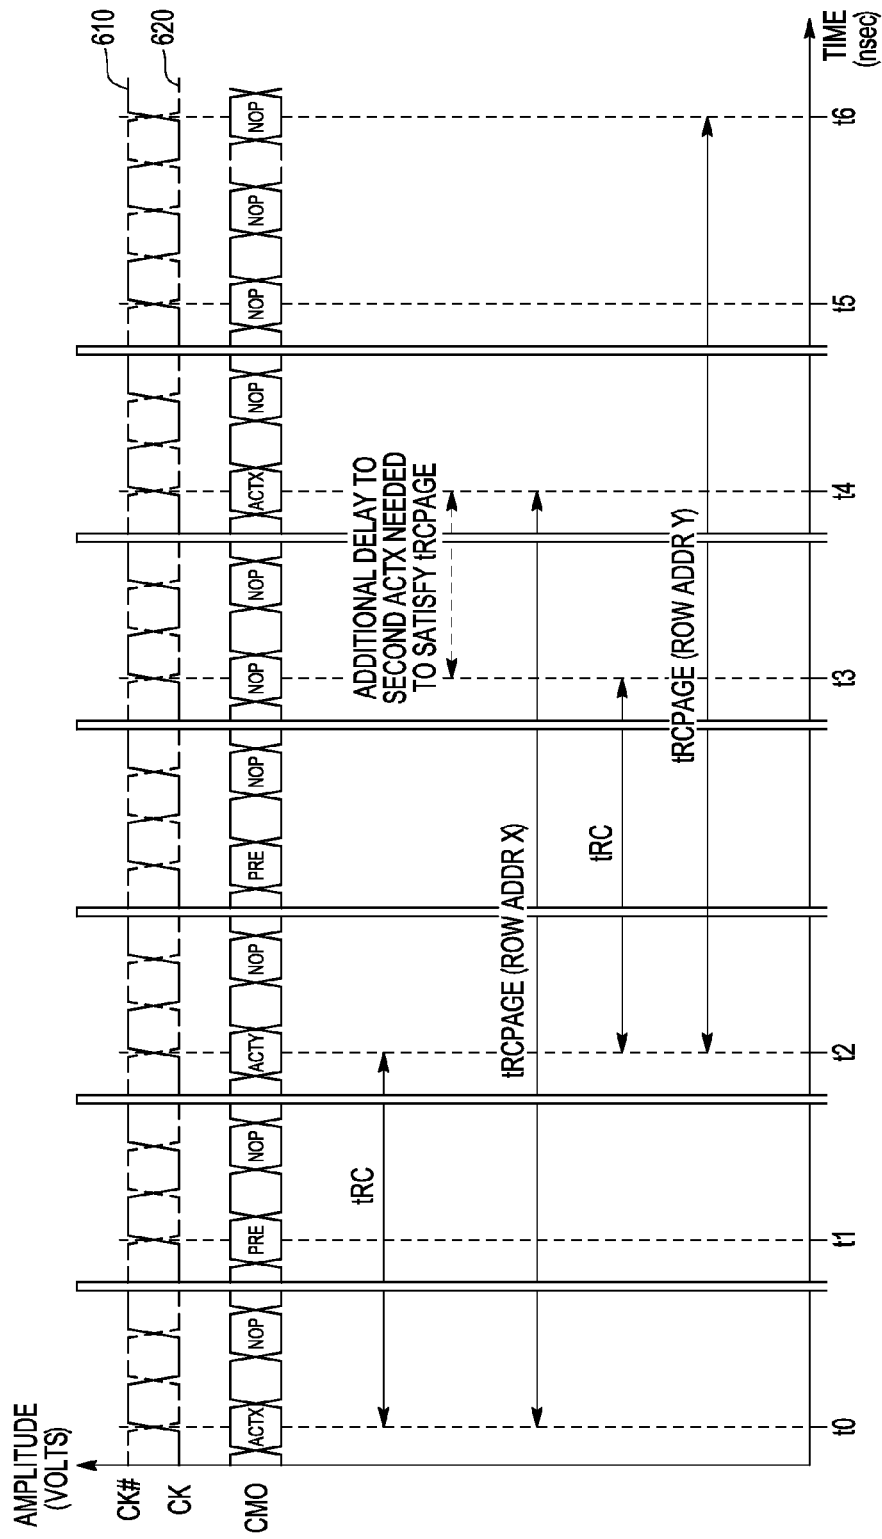 AMPLITUDE
(VOLTS)
610
620
CK#
CK
CMO
ACTX
NOP
PRE
NOP
ACTY
NOP
PRE
NOP
NOP
NOP
ACTX
NOP
NOP
NOP
NOP
ADDITIONAL DELAY TO
SECOND ACTX NEEDED
TO SATISFY tRCPAGE
tRC
tRCPAGE (ROW ADDR X)
tRC
tRCPAGE (ROW ADDR Y)
t0
t1
t2
t3
t4
t5
t6
TIME
(nsec)